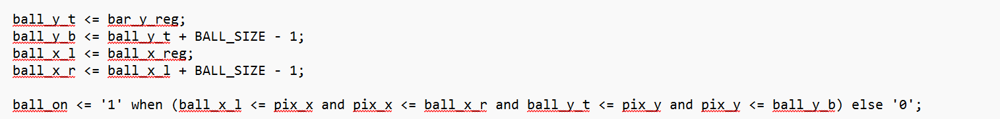 ball_y_t <= bar_y_reg;
ball_y_b <= ball_y_t + BALL_SIZE - 1;
ball_x_l <= ball_x_reg;
ball_x_r <= ball_x_l + BALL_SIZE - 1;
ball_on <= '1' when (ball_x_l <= pix_x and pix_x <= ball_x_r and ball_y_t <= pix_y and pix_y <= ball_y_b) else '0';